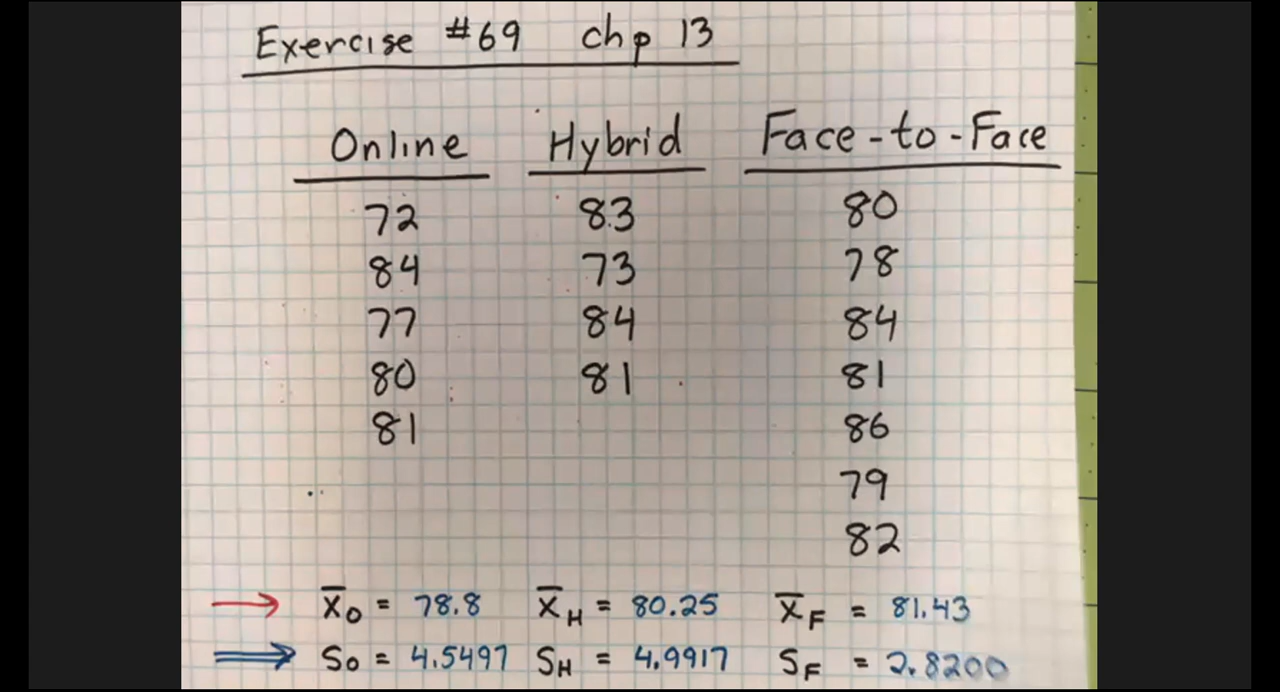 Exercise #69 chp 13
Online Hybrid Face-to-Face
72 83 80
84 73 78
77 84 84
80 81 81
81 86
79
82
→ x̄O = 78.8 x̄H = 80.25 x̄F = 81.43
⇒ SO = 4.5497 SH = 4.9917 SF = 2.8200